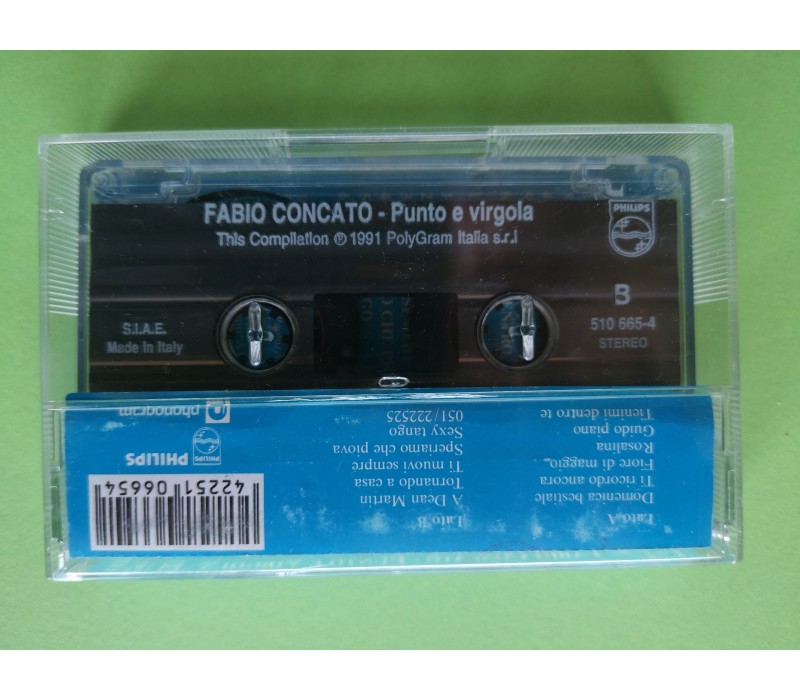 FABIO CONCATO - Punto e virgola
This Compilation ℗ 1991 PolyGram Italia s.r.l
PHILIPS
B
510 665-4
STEREO
S.I.A.E.
Made in Italy
Lato A
Domenica bestiale
Ti ricordo ancora
Fiore di maggio
Rosalina
Guido piano
Tienimi dentro te
Lato B
A Dean Martin
Tornando a casa
Ti muovi sempre
Speriamo che piova
Sexy tango
051/222525
42251 06654
PHILIPS
phonogram